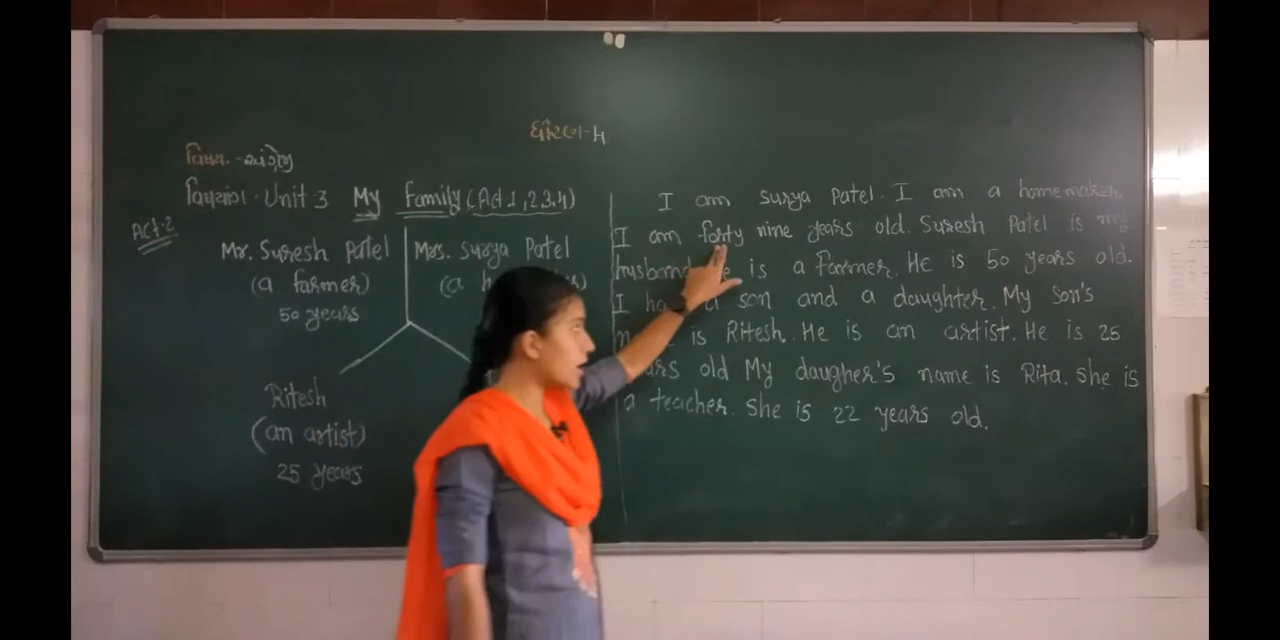 ધોરણ-૫
વિષય - અંગ્રેજી
વિષયાંગ - Unit 3 My Family (Act 1, 2, 3, 4)
Act-2
Mr. Suresh Patel
(a farmer)
50 years
Mrs. Surya Patel
(a
Ritesh
(an artist)
25 years
I am Surya Patel. I am a homemaker.
I am forty nine years old. Suresh Patel is my
husband is a farmer. He is 50 years old.
I a son and a daughter. My Son's
is Ritesh. He is an artist. He is 25
old My daugher's name is Rita. She is
a teacher. She is 22 years old.